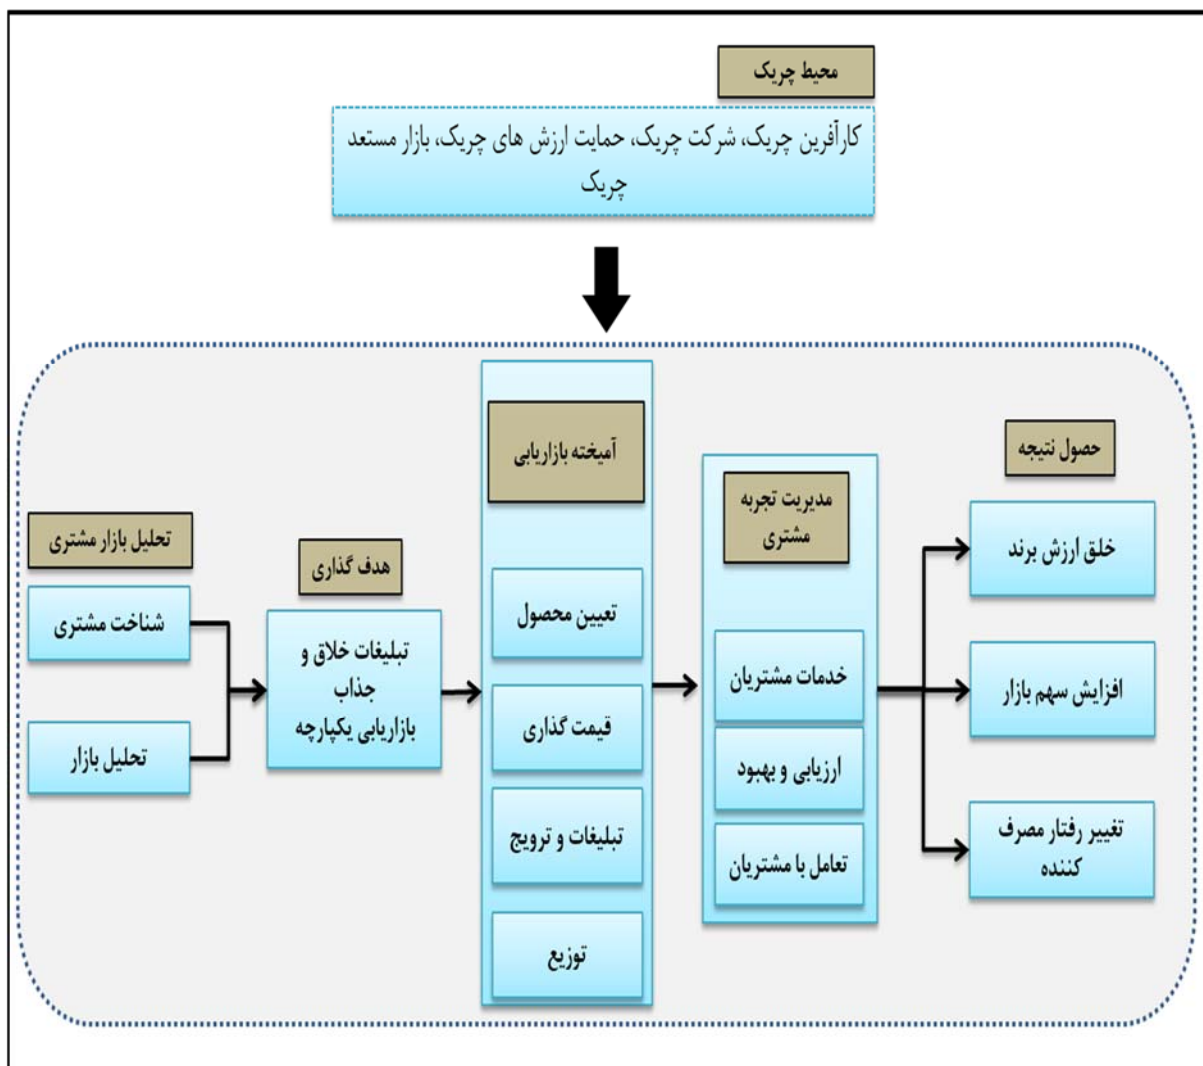 محیط چریک
کارآفرین چریک، شرکت چریک، حمایت ارزش های چریک، بازار مستعد
چریک
تحلیل بازار مشتری
شناخت مشتری
تحلیل بازار
هدف گذاری
تبلیغات خلاق و
جذاب
بازاریابی یکپارچه
آمیخته بازاریابی
تعیین محصول
قیمت گذاری
تبلیغات و ترویج
توزیع
مدیریت تجربه
مشتری
خدمات مشتریان
ارزیابی و بهبود
تعامل با مشتریان
حصول نتیجه
خلق ارزش برند
افزایش سهم بازار
تغییر رفتار مصرف
کننده